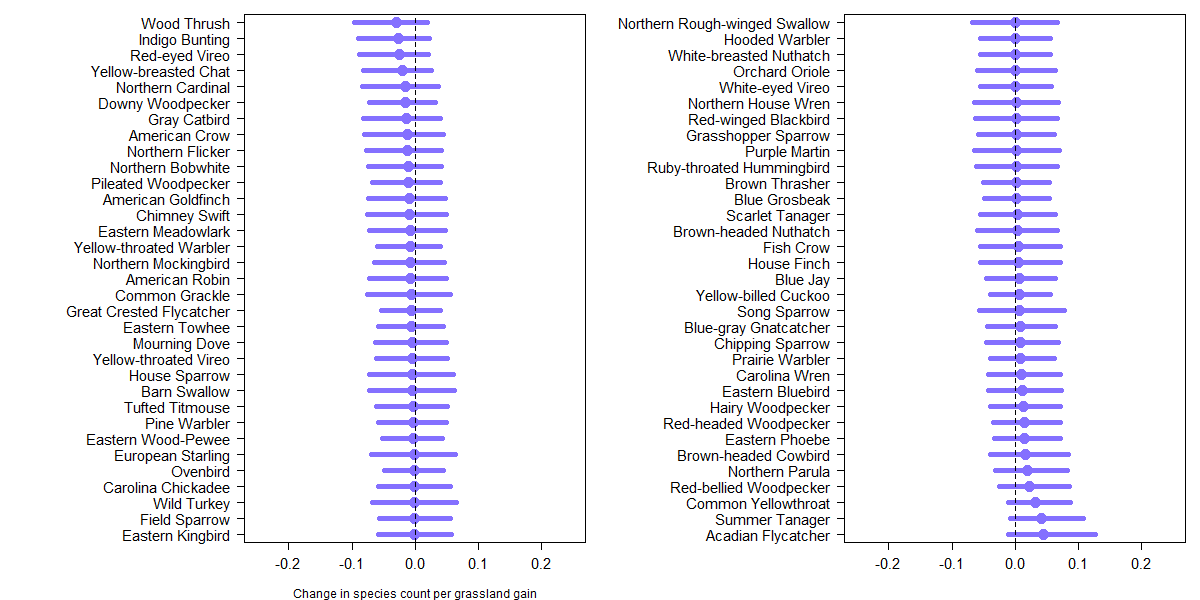 Wood Thrush
Indigo Bunting
Red-eyed Vireo
Yellow-breasted Chat
Northern Cardinal
Downy Woodpecker
Gray Catbird
American Crow
Northern Flicker
Northern Bobwhite
Pileated Woodpecker
American Goldfinch
Chimney Swift
Eastern Meadowlark
Yellow-throated Warbler
Northern Mockingbird
American Robin
Common Grackle
Great Crested Flycatcher
Eastern Towhee
Mourning Dove
Yellow-throated Vireo
House Sparrow
Barn Swallow
Tufted Titmouse
Pine Warbler
Eastern Wood-Pewee
European Starling
Ovenbird
Carolina Chickadee
Wild Turkey
Field Sparrow
Eastern Kingbird
-0.2 -0.1 0.0 0.1 0.2
Change in species count per grassland gain
Northern Rough-winged Swallow
Hooded Warbler
White-breasted Nuthatch
Orchard Oriole
White-eyed Vireo
Northern House Wren
Red-winged Blackbird
Grasshopper Sparrow
Purple Martin
Ruby-throated Hummingbird
Brown Thrasher
Blue Grosbeak
Scarlet Tanager
Brown-headed Nuthatch
Fish Crow
House Finch
Blue Jay
Yellow-billed Cuckoo
Song Sparrow
Blue-gray Gnatcatcher
Chipping Sparrow
Prairie Warbler
Carolina Wren
Eastern Bluebird
Hairy Woodpecker
Red-headed Woodpecker
Eastern Phoebe
Brown-headed Cowbird
Northern Parula
Red-bellied Woodpecker
Common Yellowthroat
Summer Tanager
Acadian Flycatcher
-0.2 -0.1 0.0 0.1 0.2